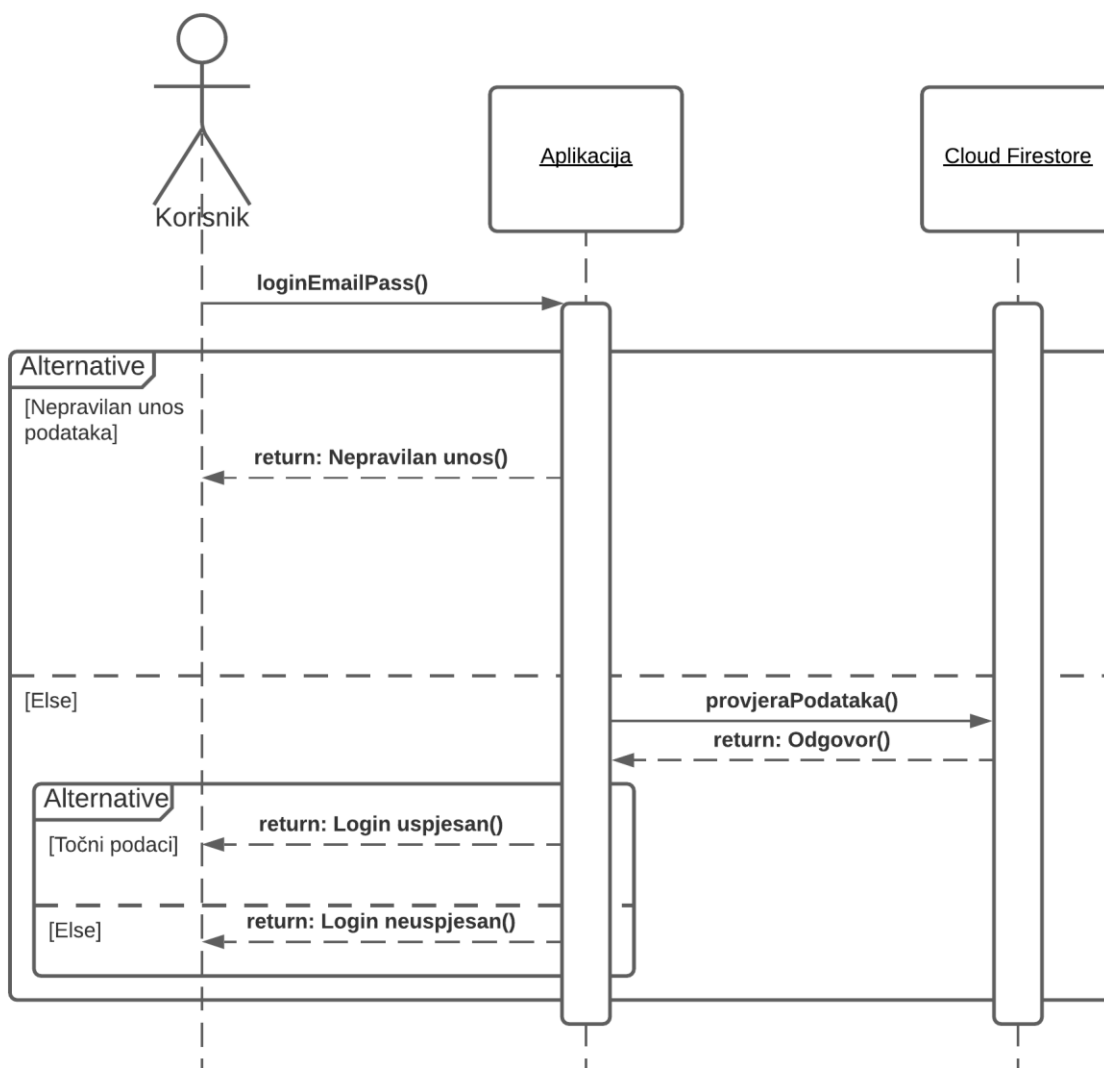 Korisnik
Aplikacija
Cloud Firestore
loginEmailPass()
Alternative
[Nepravilan unos
podataka]
return: Nepravilan unos()
[Else]
provjeraPodataka()
return: Odgovor()
Alternative
[Točni podaci]
return: Login uspjesan()
[Else]
return: Login neuspjesan()